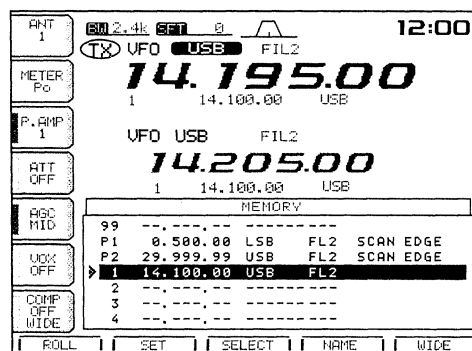 ANT 1
BW 2.4k SFT 0
12:00
TX VFO USB FIL2
METER Po
14.195.00
1 14.100.00 USB
P.AMP 1
VFO USB FIL2
ATT OFF
14.205.00
1 14.100.00 USB
MEMORY
AGC MID
99 --.---.-- ---------
P1 0.500.00 LSB FL2 SCAN EDGE
P2 29.999.99 USB FL2 SCAN EDGE
VOX OFF
1 14.100.00 USB FL2
2 --.---.-- ---------
3 --.---.-- ---------
4 --.---.-- ---------
COMP OFF WIDE
ROLL SET SELECT NAME WIDE